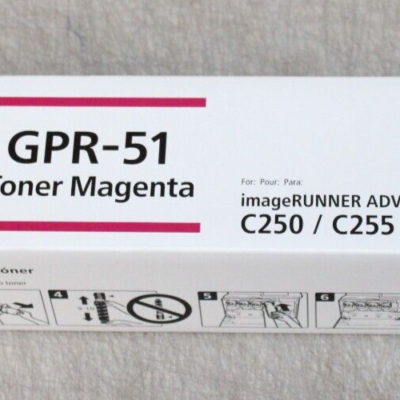 GPR-51
Toner Magenta
For: Pour: Para:
imageRUNNER ADV
C250 / C255
4
5
6